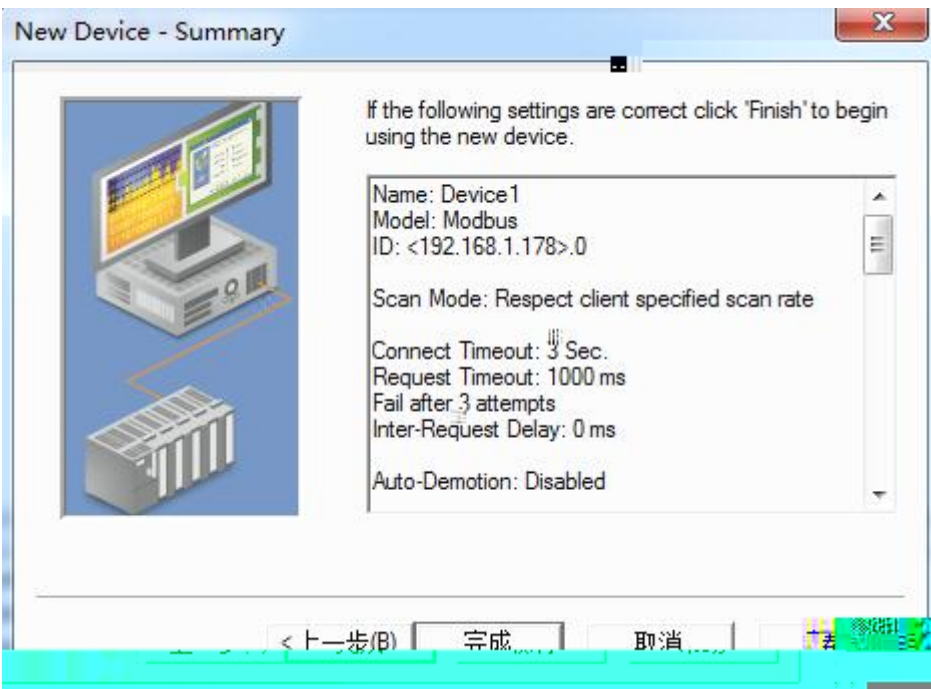 New Device - Summary
If the following settings are correct click 'Finish' to begin
using the new device.
Name: Device1
Model: Modbus
ID: <192.168.1.178>.0
Scan Mode: Respect client specified scan rate
Connect Timeout: 3 Sec.
Request Timeout: 1000 ms
Fail after 3 attempts
Inter-Request Delay: 0 ms
Auto-Demotion: Disabled
< 上一步(B) 完成 取消